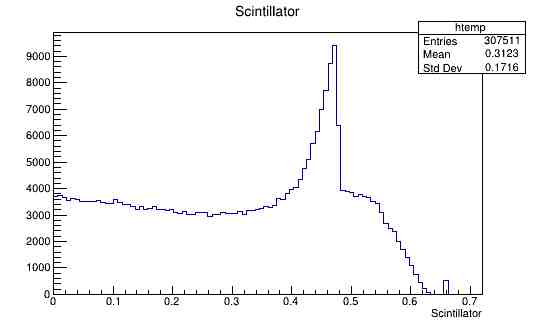 Scintillator
htemp
Entries 307511
Mean 0.3123
Std Dev 0.1716
9000
8000
7000
6000
5000
4000
3000
2000
1000
0
0 0.1 0.2 0.3 0.4 0.5 0.6 0.7
Scintillator